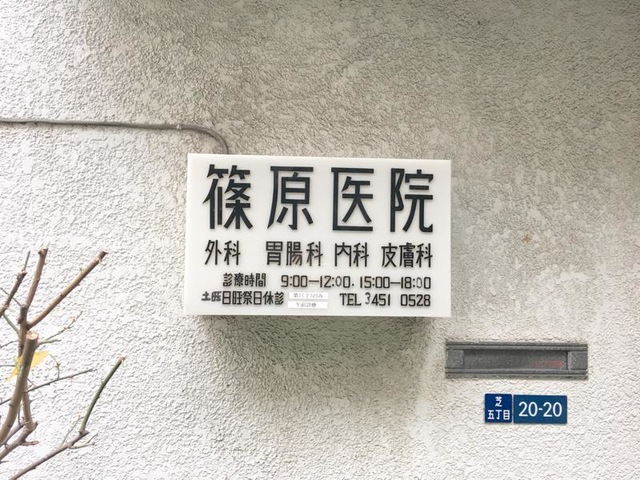 篠原医院
外科 胃腸科 内科 皮膚科
診療時間 9:00—12:00. 15:00—18:00
土旺日旺祭日休診 TEL 3451 0528
芝
五丁目
20-20